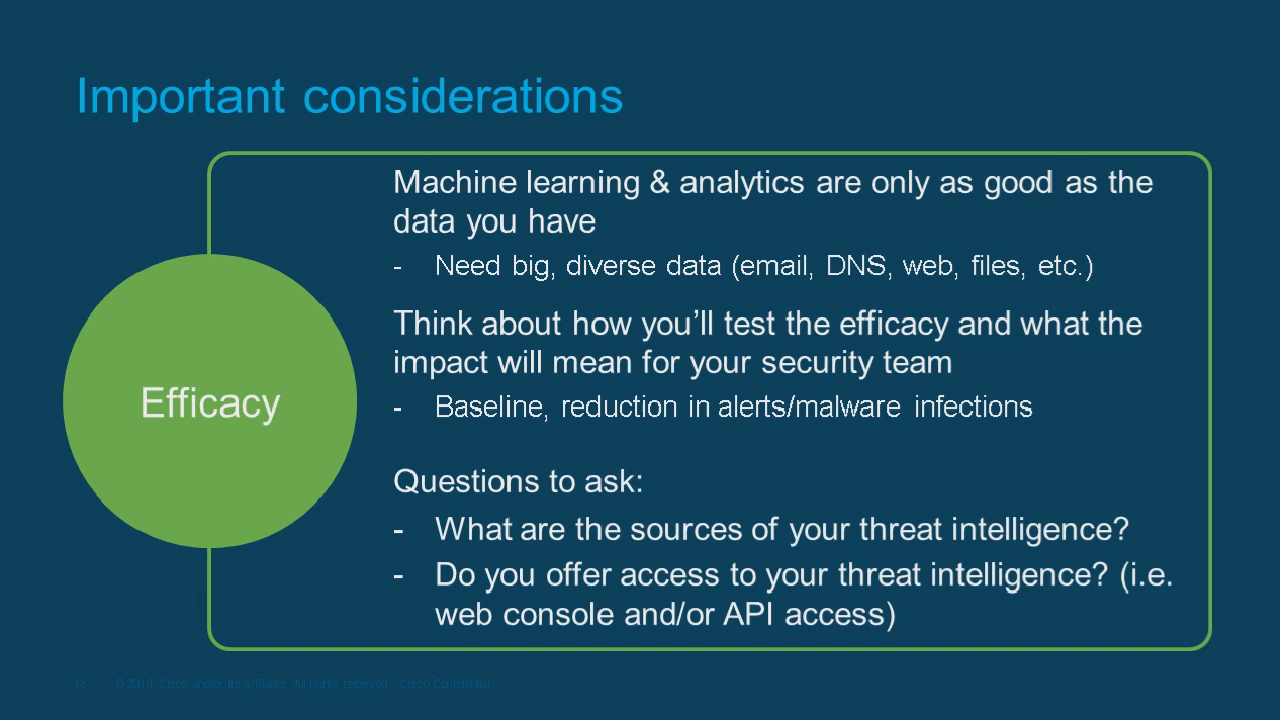 Important considerations
Machine learning & analytics are only as good as the
data you have
- Need big, diverse data (email, DNS, web, files, etc.)
Think about how you’ll test the efficacy and what the
impact will mean for your security team
- Baseline, reduction in alerts/malware infections
Efficacy
Questions to ask:
- What are the sources of your threat intelligence?
- Do you offer access to your threat intelligence? (i.e.
web console and/or API access)
18 © 2019 Cisco and/or its affiliates. All rights reserved. Cisco Confidential